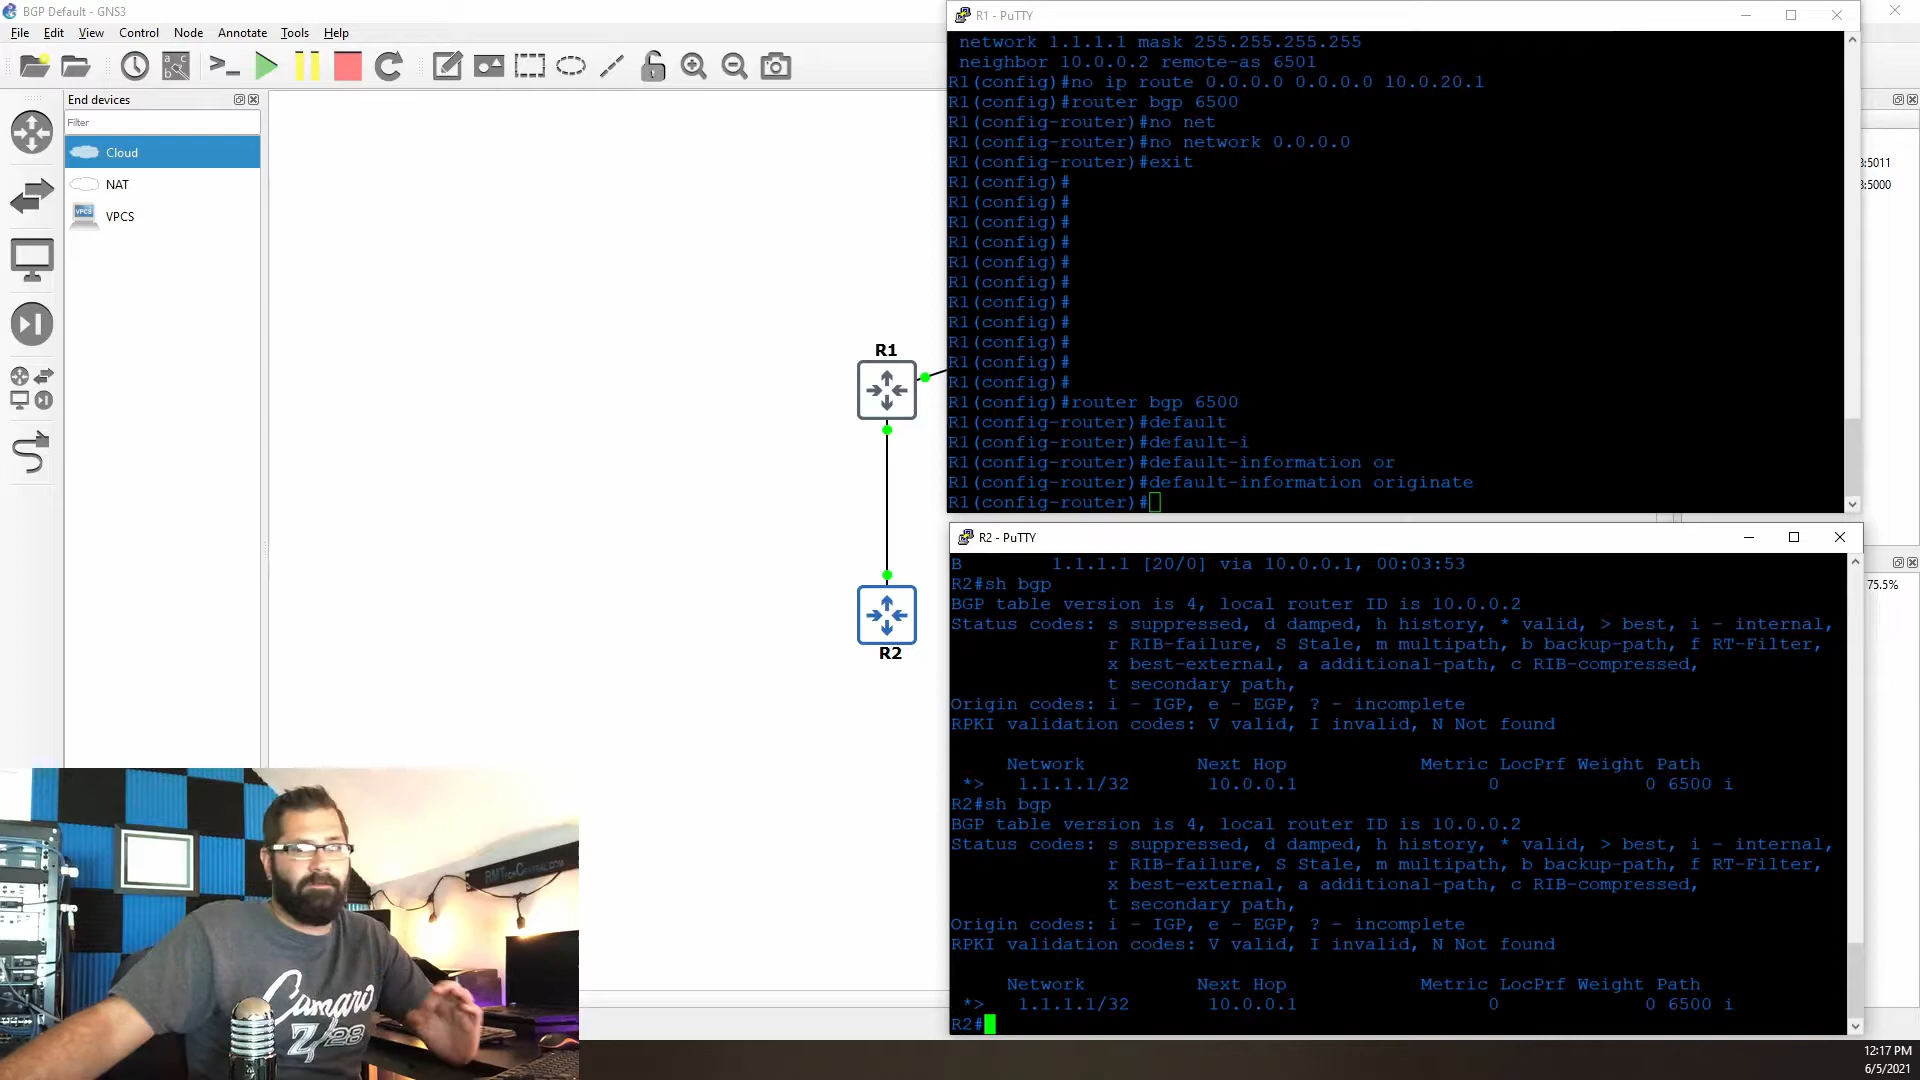 BGP Default - GNS3
File Edit View Control Node Annotate Tools Help
End devices
Filter
Cloud
NAT
VPCS
VPCS
R1
R2
R1 - PuTTY
network 1.1.1.1 mask 255.255.255.255
neighbor 10.0.0.2 remote-as 6501
R1(config)#no ip route 0.0.0.0 0.0.0.0 10.0.20.1
R1(config)#router bgp 6500
R1(config-router)#no net
R1(config-router)#no network 0.0.0.0
R1(config-router)#exit
R1(config)#
R1(config)#
R1(config)#
R1(config)#
R1(config)#
R1(config)#
R1(config)#
R1(config)#
R1(config)#
R1(config)#
R1(config)#
R1(config)#router bgp 6500
R1(config-router)#default
R1(config-router)#default-i
R1(config-router)#default-information or
R1(config-router)#default-information originate
R1(config-router)#
:5011
:5000
R2 - PuTTY
B 1.1.1.1 [20/0] via 10.0.0.1, 00:03:53
R2#sh bgp
BGP table version is 4, local router ID is 10.0.0.2
Status codes: s suppressed, d damped, h history, * valid, > best, i - internal,
r RIB-failure, S Stale, m multipath, b backup-path, f RT-Filter,
x best-external, a additional-path, c RIB-compressed,
t secondary path,
Origin codes: i - IGP, e - EGP, ? - incomplete
RPKI validation codes: V valid, I invalid, N Not found
Network Next Hop Metric LocPrf Weight Path
*> 1.1.1.1/32 10.0.0.1 0 0 6500 i
R2#sh bgp
BGP table version is 4, local router ID is 10.0.0.2
Status codes: s suppressed, d damped, h history, * valid, > best, i - internal,
r RIB-failure, S Stale, m multipath, b backup-path, f RT-Filter,
x best-external, a additional-path, c RIB-compressed,
t secondary path,
Origin codes: i - IGP, e - EGP, ? - incomplete
RPKI validation codes: V valid, I invalid, N Not found
Network Next Hop Metric LocPrf Weight Path
*> 1.1.1.1/32 10.0.0.1 0 0 6500 i
R2#
75.5%
Camaro
Z/28
12:17 PM
6/5/2021